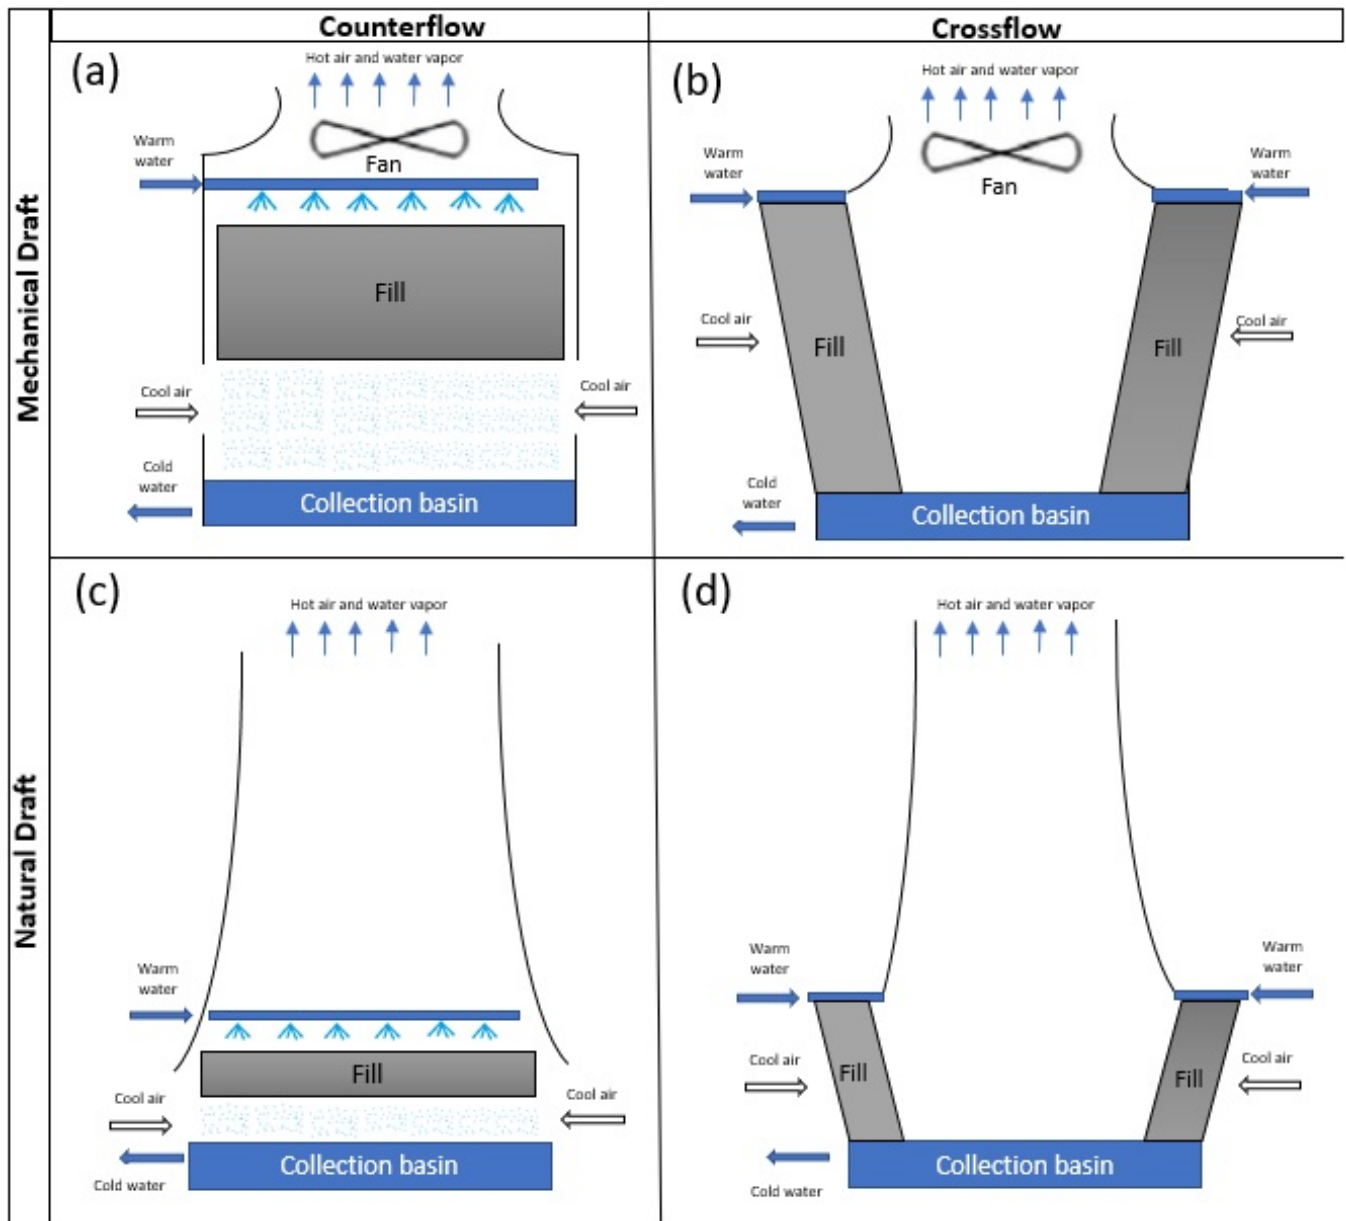 Counterflow
Crossflow
Mechanical Draft
(a)
Hot air and water vapor
Warm
water
Fan
Fill
Cool air
Cool air
Cold
water
Collection basin
(b)
Hot air and water vapor
Warm
water
Fan
Warm
water
Cool air
Fill
Fill
Cool air
Cold
water
Collection basin
Natural Draft
(c)
Hot air and water vapor
Warm
water
Fill
Cool air
Cool air
Collection basin
Cold water
(d)
Hot air and water vapor
Warm
water
Warm
water
Cool air
Fill
Fill
Cool air
Collection basin
Cold water